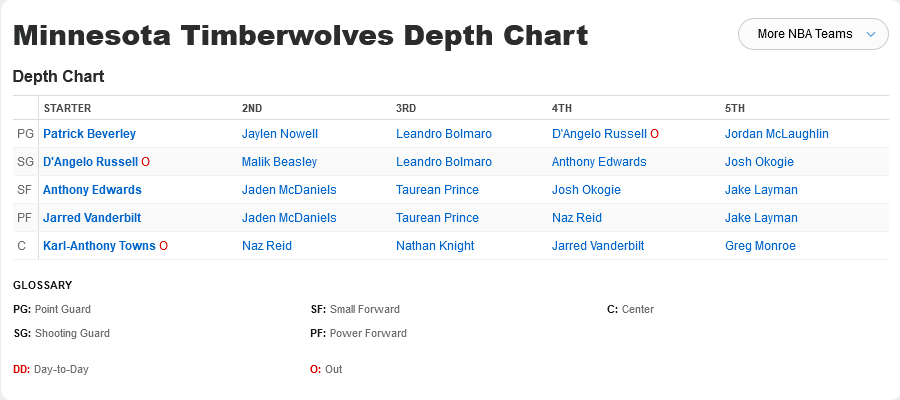 Minnesota Timberwolves Depth Chart
More NBA Teams
Depth Chart
STARTER 2ND 3RD 4TH 5TH
PG Patrick Beverley Jaylen Nowell Leandro Bolmaro D'Angelo Russell O Jordan McLaughlin
SG D'Angelo Russell O Malik Beasley Leandro Bolmaro Anthony Edwards Josh Okogie
SF Anthony Edwards Jaden McDaniels Taurean Prince Josh Okogie Jake Layman
PF Jarred Vanderbilt Jaden McDaniels Taurean Prince Naz Reid Jake Layman
C Karl-Anthony Towns O Naz Reid Nathan Knight Jarred Vanderbilt Greg Monroe
GLOSSARY
PG: Point Guard SF: Small Forward C: Center
SG: Shooting Guard PF: Power Forward
DD: Day-to-Day O: Out